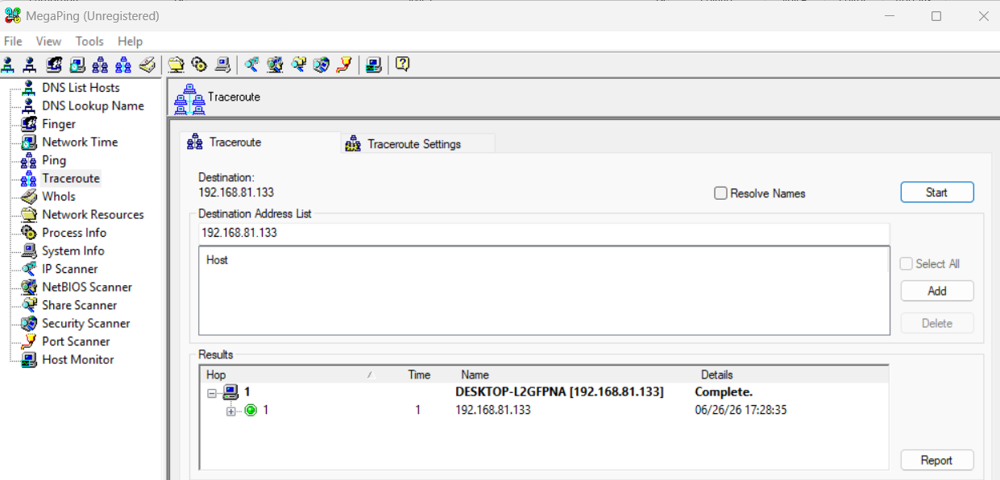 MegaPing (Unregistered)
File View Tools Help
DNS List Hosts
DNS Lookup Name
Finger
Network Time
Ping
Traceroute
WhoIs
Network Resources
Process Info
System Info
IP Scanner
NetBIOS Scanner
Share Scanner
Security Scanner
Port Scanner
Host Monitor
Traceroute
Traceroute Traceroute Settings
Destination:
192.168.81.133
Resolve Names Start
Destination Address List
192.168.81.133
Host
Select All
Add
Delete
Results
Hop Time Name Details
1 DESKTOP-L2GFPNA [192.168.81.133] Complete.
1 1 192.168.81.133 06/26/26 17:28:35
Report